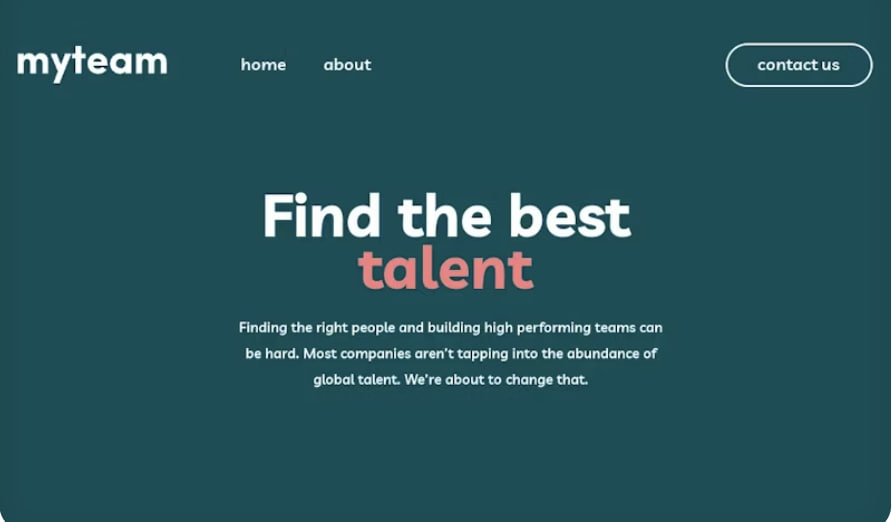 myteam
home
about
contact us
Find the best
talent
Finding the right people and building high performing teams can
be hard. Most companies aren't tapping into the abundance of
global talent. We're about to change that.